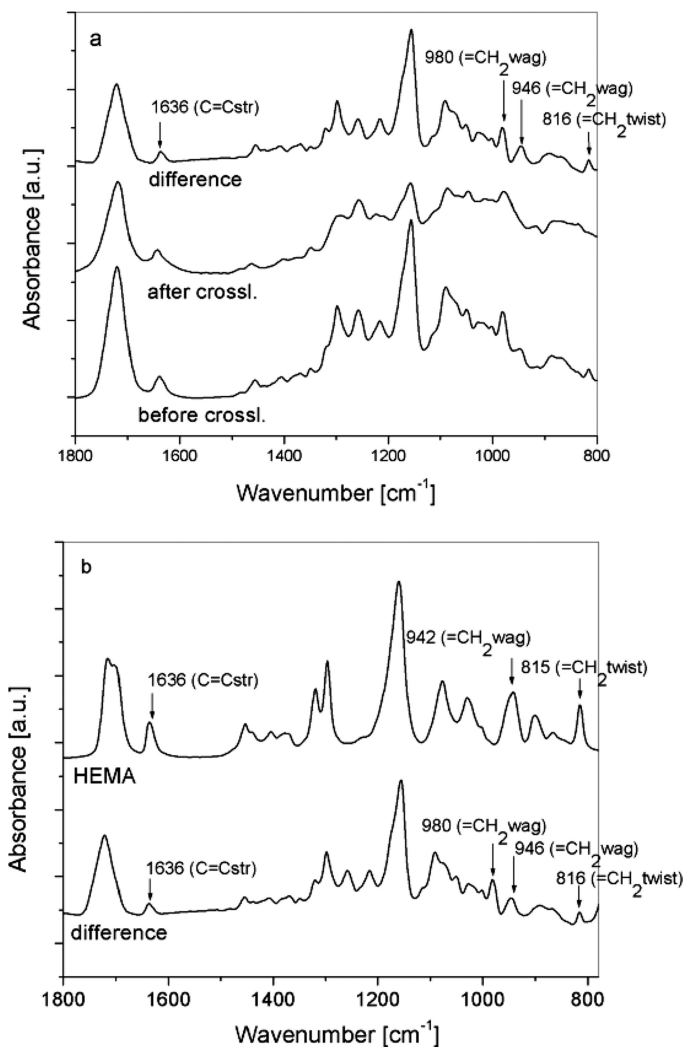 a
980 (=CH2wag)
946 (=CH2wag)
1636 (C=Cstr)
816 (=CH2twist)
difference
after crossl.
before crossl.
Absorbance [a.u.]
1800 1600 1400 1200 1000 800
Wavenumber [cm-1]
b
942 (=CH2wag)
1636 (C=Cstr)
815 (=CH2twist)
HEMA
980 (=CH2wag)
946 (=CH2wag)
1636 (C=Cstr)
816 (=CH2twist)
difference
Absorbance [a.u.]
1800 1600 1400 1200 1000 800
Wavenumber [cm-1]